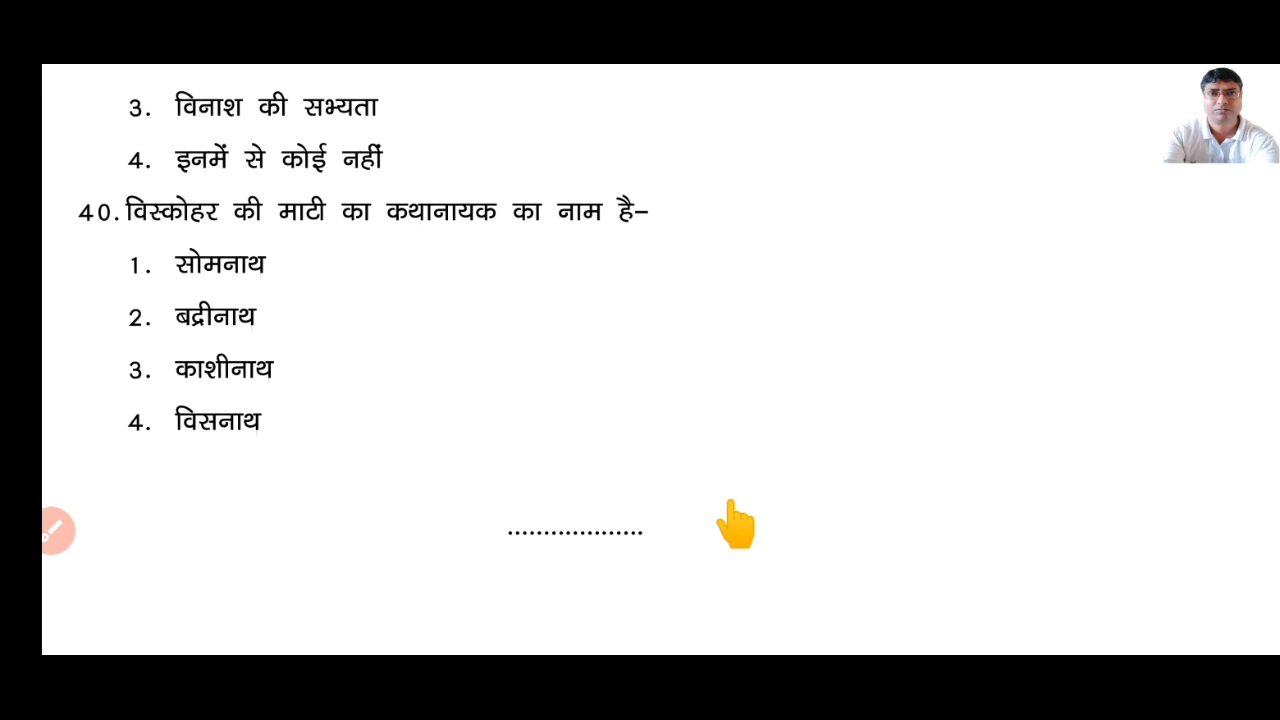 3. विनाश की सभ्यता
4. इनमें से कोई नहीं
40. विस्कोहर की माटी का कथानायक का नाम है–
1. सोमनाथ
2. बद्रीनाथ
3. काशीनाथ
4. विसनाथ
...................